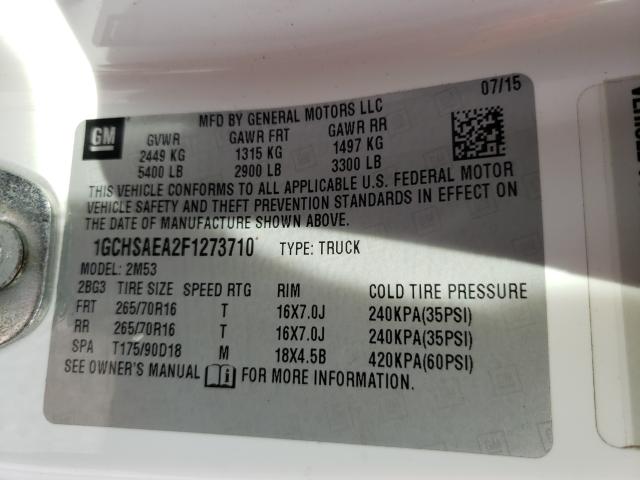 07/15
MFD BY GENERAL MOTORS LLC
GM
GVWR GAWR FRT GAWR RR
2449 KG 1315 KG 1497 KG
5400 LB 2900 LB 3300 LB
THIS VEHICLE CONFORMS TO ALL APPLICABLE U.S. FEDERAL MOTOR
VEHICLE SAFETY AND THEFT PREVENTION STANDARDS IN EFFECT ON
THE DATE OF MANUFACTURE SHOWN ABOVE.
1GCHSAEA2F1273710 TYPE: TRUCK
MODEL: 2M53
2BG3 TIRE SIZE SPEED RTG RIM COLD TIRE PRESSURE
FRT 265/70R16 T 16X7.0J 240KPA(35PSI)
RR 265/70R16 T 16X7.0J 240KPA(35PSI)
SPA T175/90D18 M 18X4.5B 420KPA(60PSI)
SEE OWNER'S MANUAL FOR MORE INFORMATION.